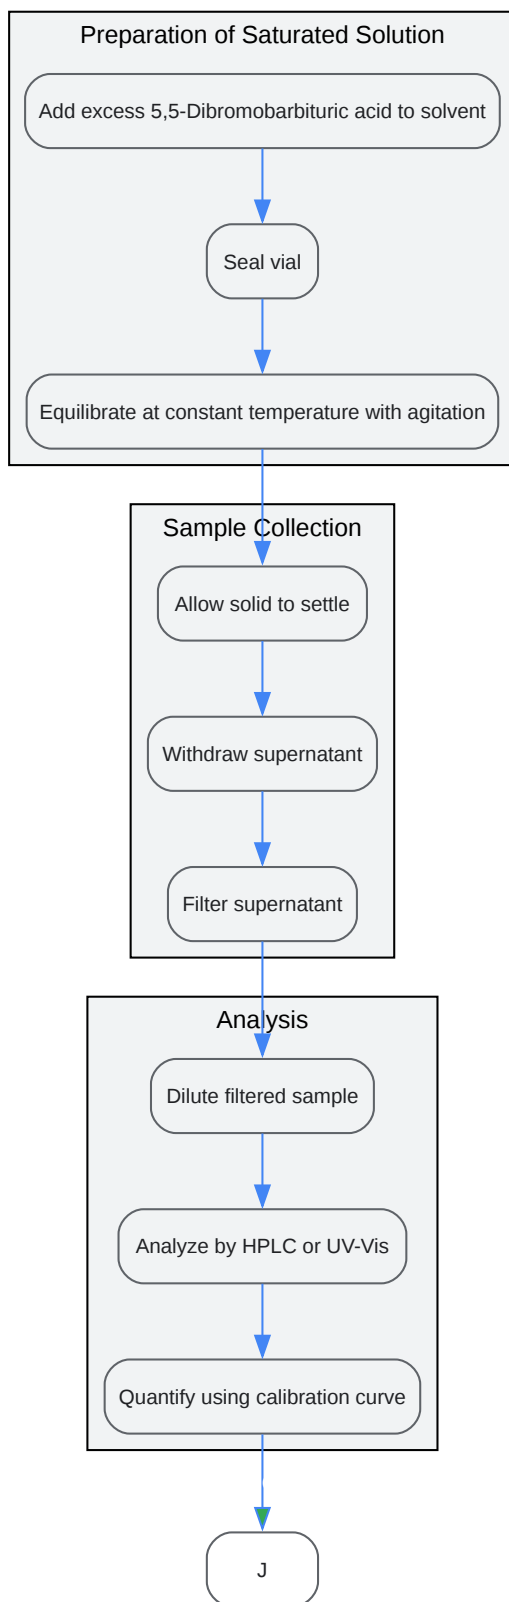 Preparation of Saturated Solution
Add excess 5,5-Dibromobarbituric acid to solvent
Seal vial
Equilibrate at constant temperature with agitation
Sample Collection
Allow solid to settle
Withdraw supernatant
Filter supernatant
Analysis
Dilute filtered sample
Analyze by HPLC or UV-Vis
Quantify using calibration curve
J